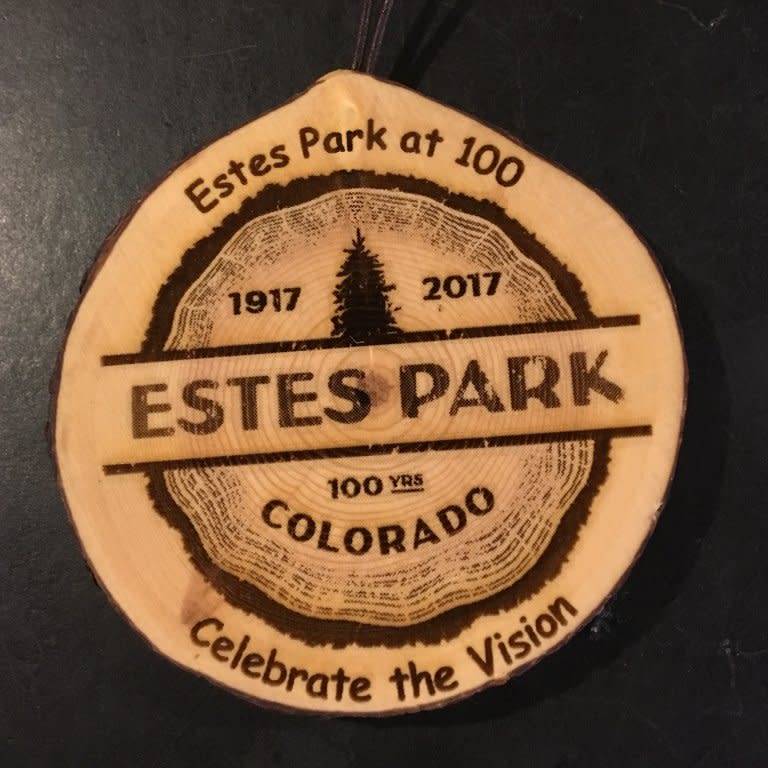 Estes Park at 100
1917 2017
ESTES PARK
100 YRS
COLORADO
Celebrate the Vision